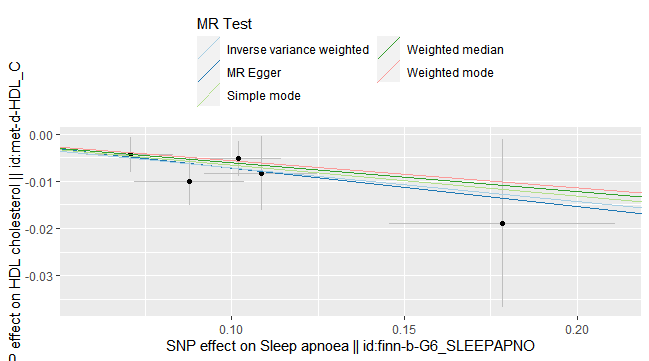 MR Test
Inverse variance weighted
MR Egger
Simple mode
Weighted median
Weighted mode
0.00
-0.01
-0.02
-0.03
effect on HDL cholesterol || id:met-d-HDL_C
0.10
0.15
0.20
SNP effect on Sleep apnoea || id:finn-b-G6_SLEEPAPNO